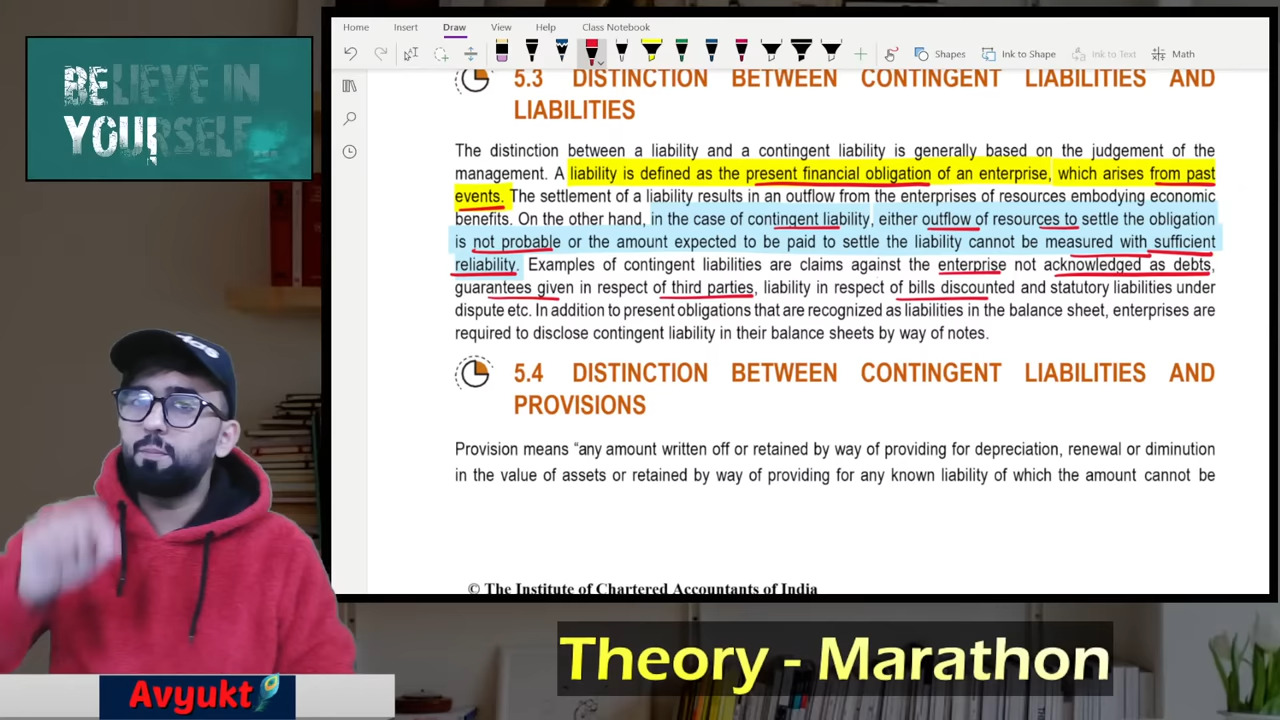 BELIEVE IN
YOURSELF...
Home Insert Draw View Help Class Notebook
Shapes Ink to Shape Ink to Text Math
5.3 DISTINCTION BETWEEN CONTINGENT LIABILITIES AND
LIABILITIES
The distinction between a liability and a contingent liability is generally based on the judgement of the
management. A liability is defined as the present financial obligation of an enterprise, which arises from past
events. The settlement of a liability results in an outflow from the enterprises of resources embodying economic
benefits. On the other hand, in the case of contingent liability, either outflow of resources to settle the obligation
is not probable or the amount expected to be paid to settle the liability cannot be measured with sufficient
reliability. Examples of contingent liabilities are claims against the enterprise not acknowledged as debts,
guarantees given in respect of third parties, liability in respect of bills discounted and statutory liabilities under
dispute etc. In addition to present obligations that are recognized as liabilities in the balance sheet, enterprises are
required to disclose contingent liability in their balance sheets by way of notes.
5.4 DISTINCTION BETWEEN CONTINGENT LIABILITIES AND
PROVISIONS
Provision means “any amount written off or retained by way of providing for depreciation, renewal or diminution
in the value of assets or retained by way of providing for any known liability of which the amount cannot be
© The Institute of Chartered Accountants of India
Theory - Marathon
Avyukt